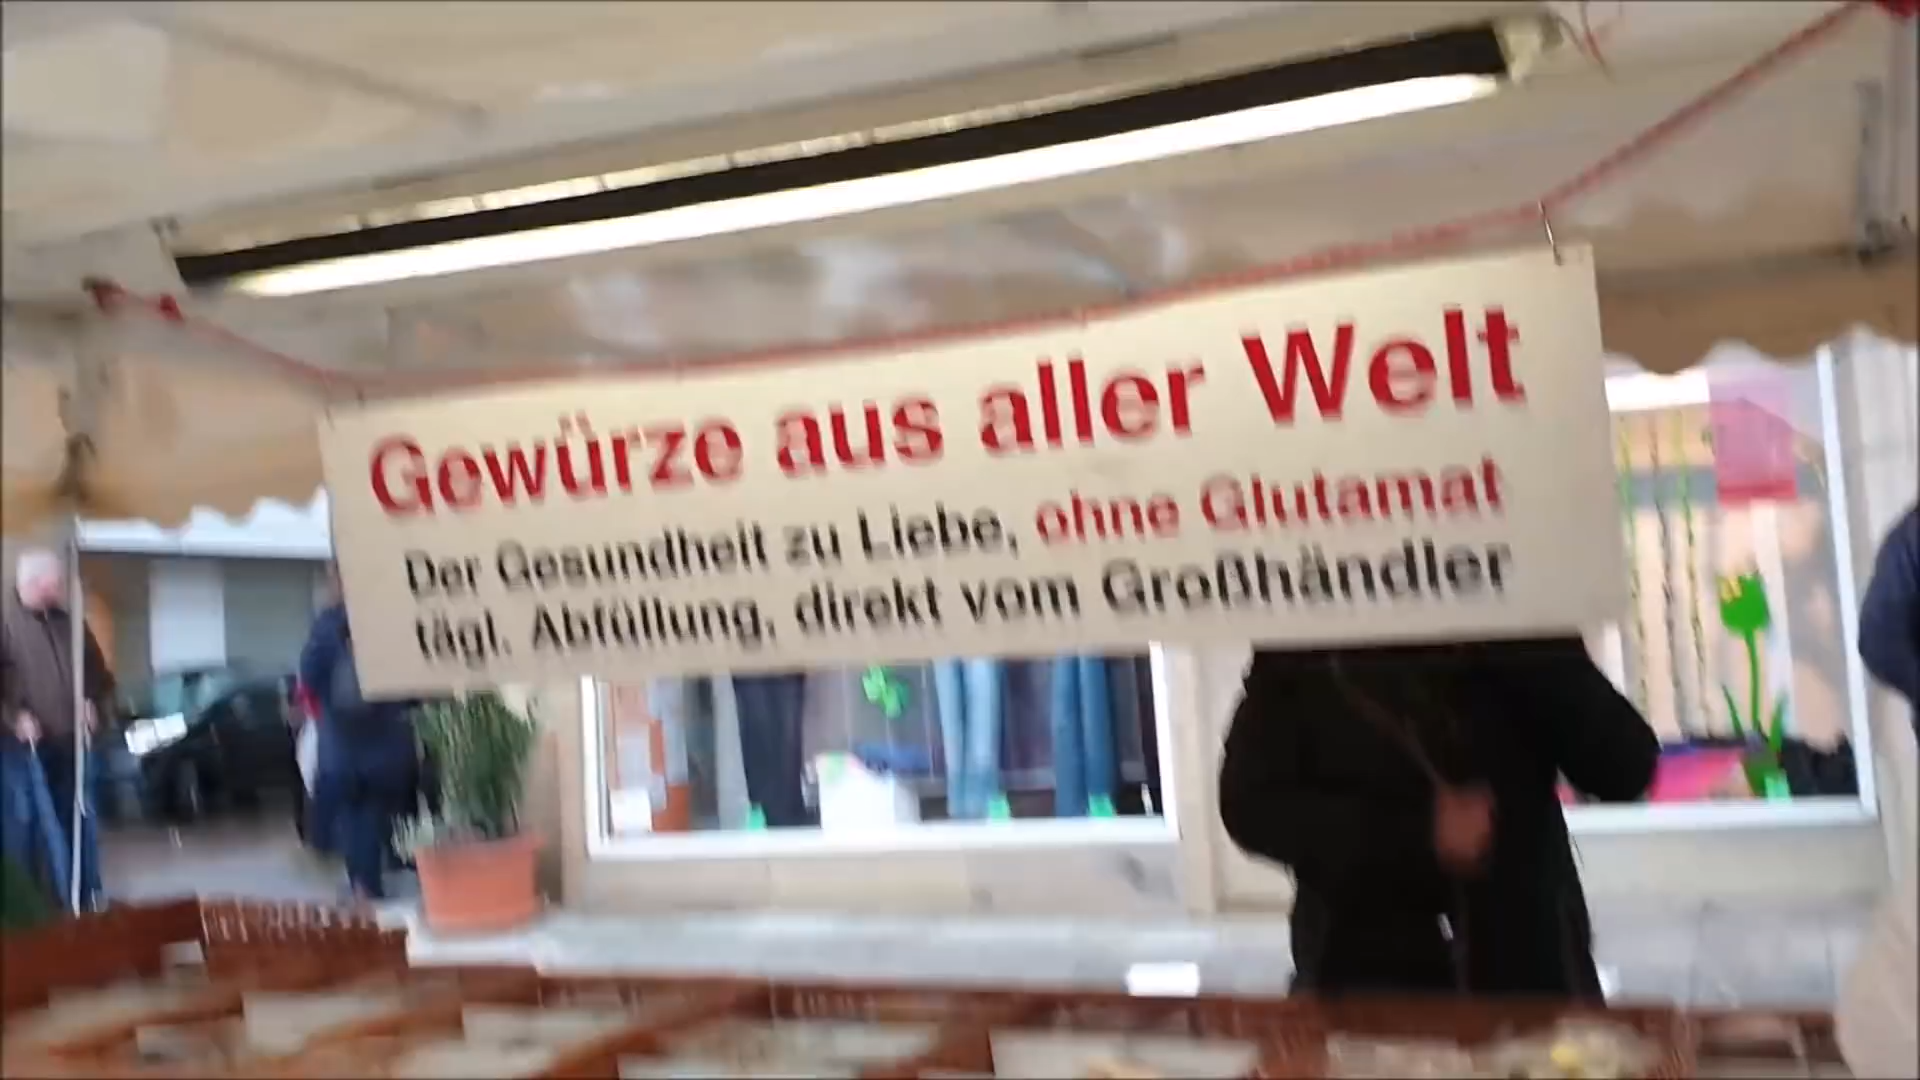 Gewürze aus aller Welt
Der Gesundheit zu Liebe, ohne Glutamat
tägl. Abfüllung, direkt vom Großhändler